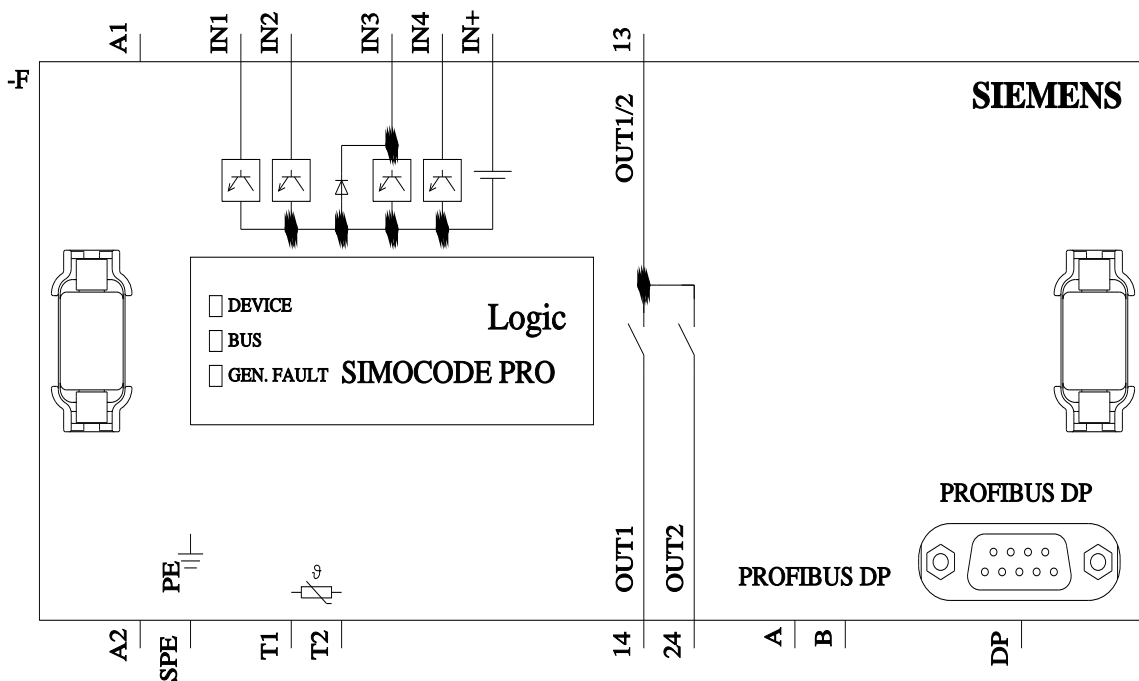 A1
IN1
IN2
IN3
IN4
IN+
13
-F
SIEMENS
OUT1/2
DEVICE
BUS
GEN. FAULT
Logic
SIMOCODE PRO
PROFIBUS DP
PE
ϑ
OUT1
OUT2
PROFIBUS DP
A2
SPE
T1
T2
14
24
A
B
DP